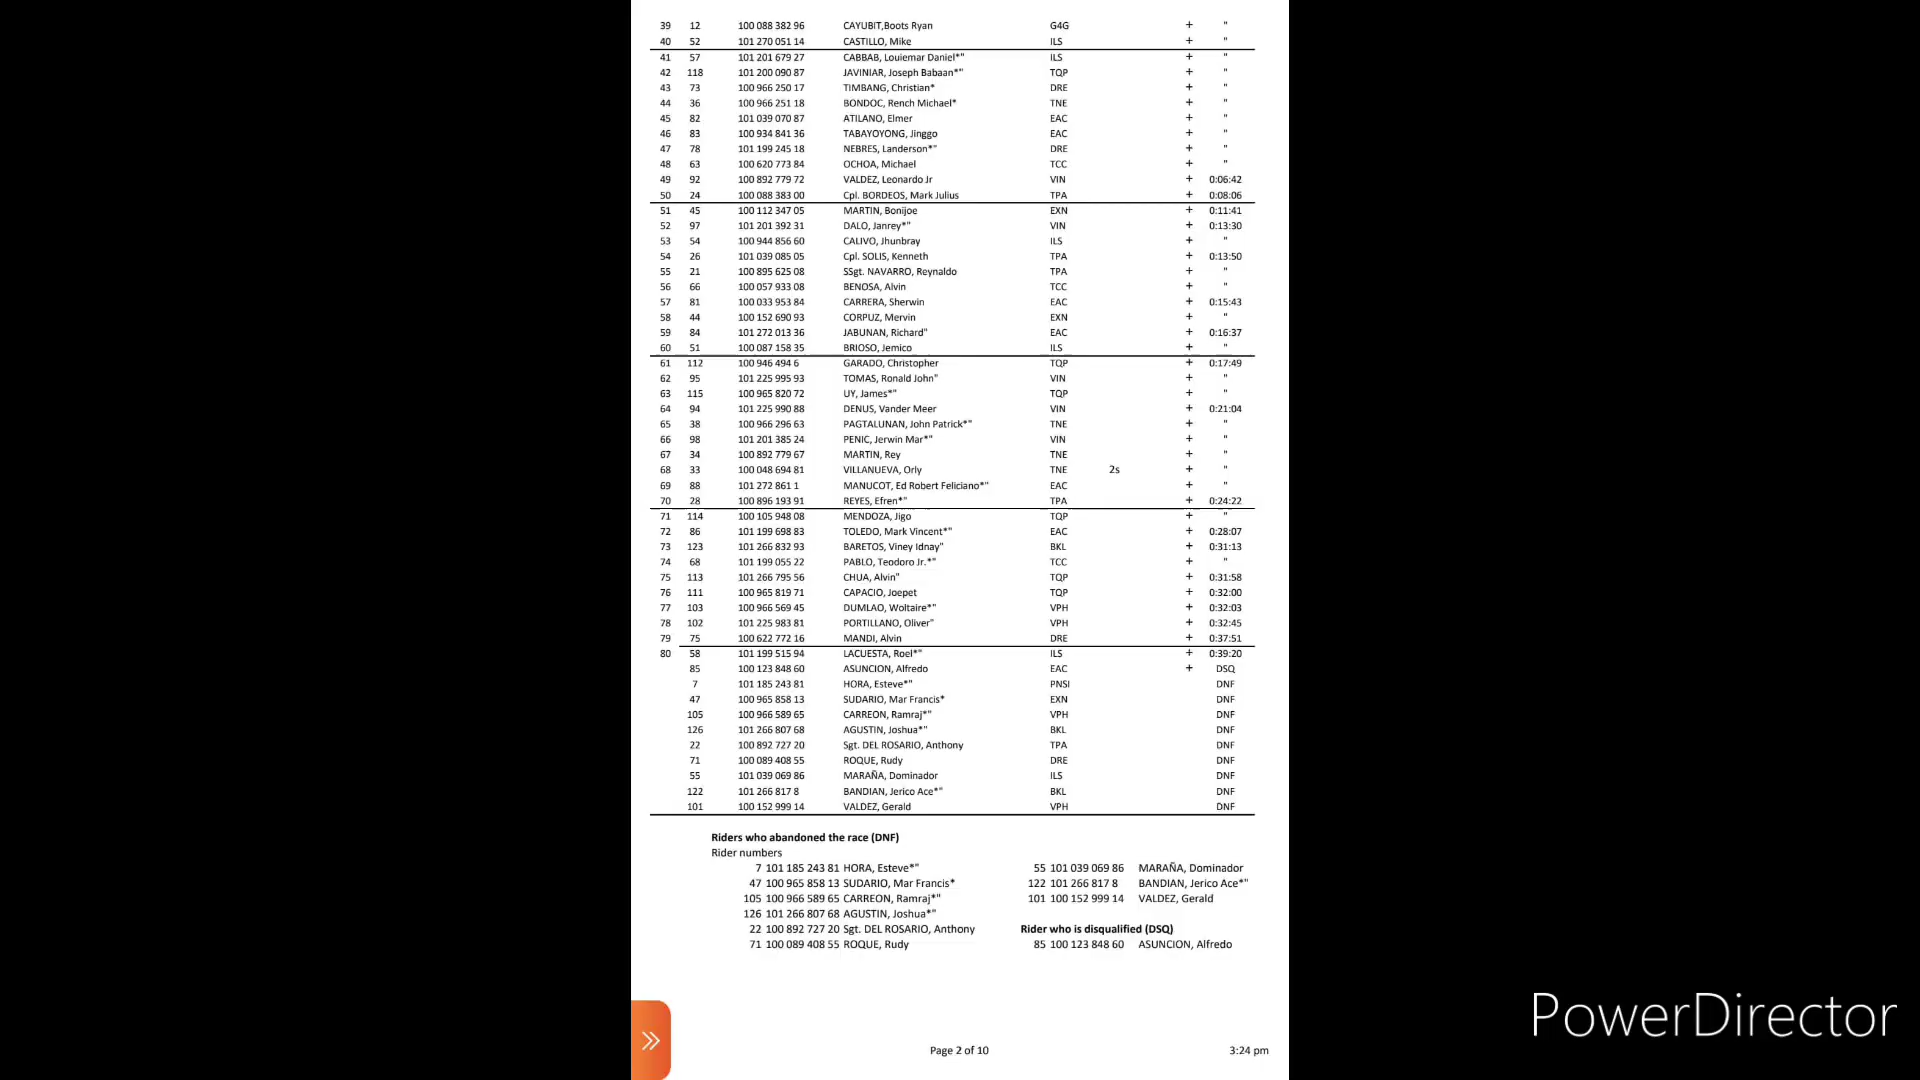 39 12 100 088 382 96 CAYUBIT,Boots Ryan G4G + "
40 52 101 270 051 14 CASTILLO, Mike ILS + "
41 57 101 201 679 27 CABBAB, Louiemar Daniel*" ILS + "
42 118 101 200 090 87 JAVINIAR, Joseph Babaan*" TQP + "
43 73 100 966 250 17 TIMBANG, Christian* DRE + "
44 36 100 966 251 18 BONDOC, Rench Michael* TNE + "
45 82 101 039 070 87 ATILANO, Elmer EAC + "
46 83 100 934 841 36 TABAYOYONG, Jinggo EAC + "
47 78 101 199 245 18 NEBRES, Landerson*" DRE + "
48 63 100 620 773 84 OCHOA, Michael TCC + "
49 92 100 892 779 72 VALDEZ, Leonardo Jr VIN + 0:06:42
50 24 100 088 383 00 Cpl. BORDEOS, Mark Julius TPA + 0:08:06
51 45 100 112 347 05 MARTIN, Bonijoe EXN + 0:11:41
52 97 101 201 392 31 DALO, Janrey*" VIN + 0:13:30
53 54 100 944 856 60 CALIVO, Jhunbray ILS + "
54 26 101 039 085 05 Cpl. SOLIS, Kenneth TPA + 0:13:50
55 21 100 895 625 08 SSgt. NAVARRO, Reynaldo TPA + "
56 66 100 057 933 08 BENOSA, Alvin TCC + "
57 81 100 033 953 84 CARRERA, Sherwin EAC + 0:15:43
58 44 100 152 690 93 CORPUZ, Mervin EXN + "
59 84 101 272 013 36 JABUNAN, Richard" EAC + 0:16:37
60 51 100 087 158 35 BRIOSO, Jemico ILS + "
61 112 100 946 494 6 GARADO, Christopher TQP + 0:17:49
62 95 101 225 995 93 TOMAS, Ronald John" VIN + "
63 115 100 965 820 72 UY, James*" TQP + "
64 94 101 225 990 88 DENUS, Vander Meer VIN + 0:21:04
65 38 100 966 296 63 PAGTALUNAN, John Patrick*" TNE + "
66 98 101 201 385 24 PENIC, Jerwin Mar*" VIN + "
67 34 100 892 779 67 MARTIN, Rey TNE + "
68 33 100 048 694 81 VILLANUEVA, Orly TNE 2s + "
69 88 101 272 861 1 MANUCOT, Ed Robert Feliciano*" EAC + "
70 28 100 896 193 91 REYES, Efren*" TPA + 0:24:22
71 114 100 105 948 08 MENDOZA, Jigo TQP + "
72 86 101 199 698 83 TOLEDO, Mark Vincent*" EAC + 0:28:07
73 123 101 266 832 93 BARETOS, Viney Idnay" BKL + 0:31:13
74 68 101 199 055 22 PABLO, Teodoro Jr.*" TCC + "
75 113 101 266 795 56 CHUA, Alvin" TQP + 0:31:58
76 111 100 965 819 71 CAPACIO, Joepet TQP + 0:32:00
77 103 100 966 569 45 DUMLAO, Woltaire*" VPH + 0:32:03
78 102 101 225 983 81 PORTILLANO, Oliver" VPH + 0:32:45
79 75 100 622 772 16 MANDI, Alvin DRE + 0:37:51
80 58 101 199 515 94 LACUESTA, Roel*" ILS + 0:39:20
85 100 123 848 60 ASUNCION, Alfredo EAC + DSQ
7 101 185 243 81 HORA, Esteve*" PNSI DNF
47 100 965 858 13 SUDARIO, Mar Francis* EXN DNF
105 100 966 589 65 CARREON, Ramraj*" VPH DNF
126 101 266 807 68 AGUSTIN, Joshua*" BKL DNF
22 100 892 727 20 Sgt. DEL ROSARIO, Anthony TPA DNF
71 100 089 408 55 ROQUE, Rudy DRE DNF
55 101 039 069 86 MARAÑA, Dominador ILS DNF
122 101 266 817 8 BANDIAN, Jerico Ace*" BKL DNF
101 100 152 999 14 VALDEZ, Gerald VPH DNF
Riders who abandoned the race (DNF)
Rider numbers
7 101 185 243 81 HORA, Esteve*" 55 101 039 069 86 MARAÑA, Dominador
47 100 965 858 13 SUDARIO, Mar Francis* 122 101 266 817 8 BANDIAN, Jerico Ace*"
105 100 966 589 65 CARREON, Ramraj*" 101 100 152 999 14 VALDEZ, Gerald
126 101 266 807 68 AGUSTIN, Joshua*"
22 100 892 727 20 Sgt. DEL ROSARIO, Anthony Rider who is disqualified (DSQ)
71 100 089 408 55 ROQUE, Rudy 85 100 123 848 60 ASUNCION, Alfredo
Page 2 of 10 3:24 pm
PowerDirector